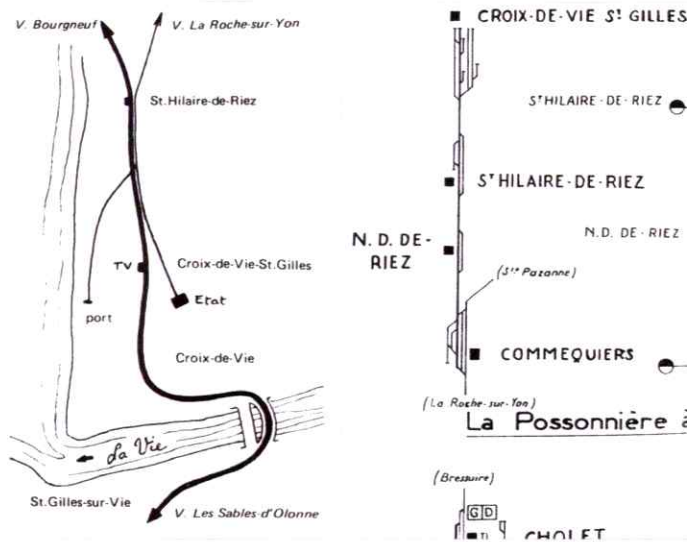 V. Bourgneuf
V. La Roche-sur-Yon
St.Hilaire-de-Riez
TV
Croix-de-Vie-St.Gilles
Etat
port
Croix-de-Vie
La Vie
St.Gilles-sur-Vie
V. Les Sables-d'Olonne
CROIX-DE-VIE St GILLES
St HILAIRE-DE-RIEZ
St HILAIRE-DE-RIEZ
N. D. DE-
RIEZ
N. D. DE-RIEZ
(Ste Pazanne)
COMMEQUIERS
(La Roche-sur-Yon)
La Possonnière à
(Bressuire)
G D
CHOLET